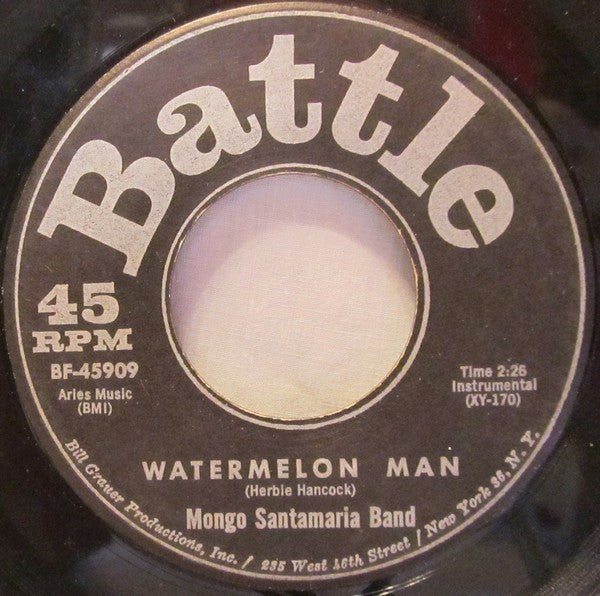 Battle
45
RPM
BF-45909
Aries Music
(BMI)
Time 2:26
Instrumental
(XY-170)
WATERMELON MAN
(Herbie Hancock)
Mongo Santamaria Band
Bill Grauer Productions, Inc. / 235 West 46th Street / New York 36, N. Y.